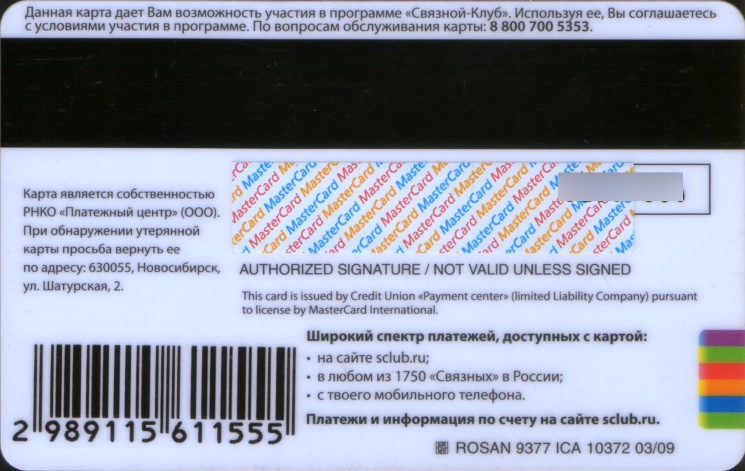 Данная карта дает Вам возможность участия в программе «Связной-Клуб». Используя ее, Вы соглашаетесь
с условиями участия в программе. По вопросам обслуживания карты: 8 800 700 5353.
Карта является собственностью
РНКО «Платежный центр» (ООО).
При обнаружении утерянной
карты просьба вернуть ее
по адресу: 630055, Новосибирск,
ул. Шатурская, 2.
MasterCard MasterCard MasterCard MasterCard
AUTHORIZED SIGNATURE / NOT VALID UNLESS SIGNED
This card is issued by Credit Union «Payment center» (limited Liability Company) pursuant
to license by MasterCard International.
Широкий спектр платежей, доступных с картой:
• на сайте sclub.ru;
• в любом из 1750 «Связных» в России;
• с твоего мобильного телефона.
Платежи и информация по счету на сайте sclub.ru.
2 989115 611555
ROSAN 9377 ICA 10372 03/09